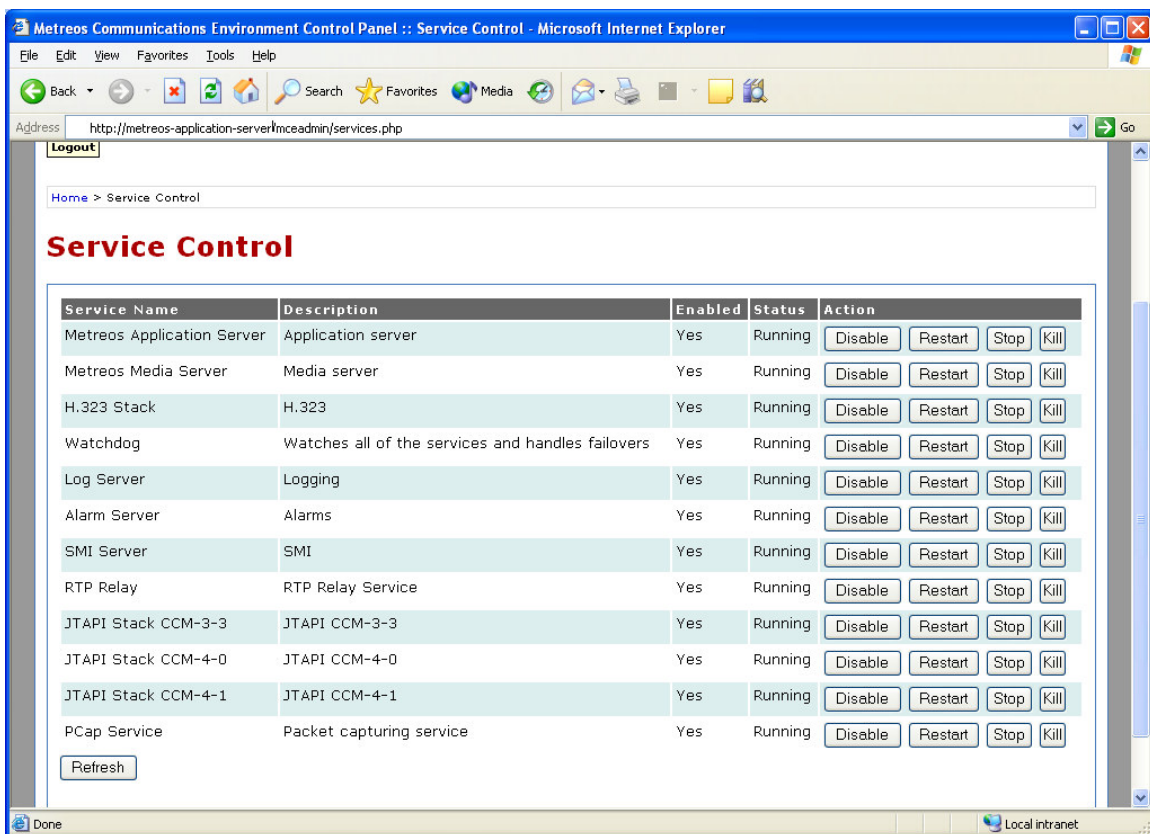 Metreos Communications Environment Control Panel :: Service Control - Microsoft Internet Explorer
File Edit View Favorites Tools Help
Back Search Favorites Media
Address http://metreos-application-server/mceadmin/services.php Go
Logout
Home > Service Control
Service Control
Service Name Description Enabled Status Action
Metreos Application Server Application server Yes Running Disable Restart Stop Kill
Metreos Media Server Media server Yes Running Disable Restart Stop Kill
H.323 Stack H.323 Yes Running Disable Restart Stop Kill
Watchdog Watches all of the services and handles failovers Yes Running Disable Restart Stop Kill
Log Server Logging Yes Running Disable Restart Stop Kill
Alarm Server Alarms Yes Running Disable Restart Stop Kill
SMI Server SMI Yes Running Disable Restart Stop Kill
RTP Relay RTP Relay Service Yes Running Disable Restart Stop Kill
JTAPI Stack CCM-3-3 JTAPI CCM-3-3 Yes Running Disable Restart Stop Kill
JTAPI Stack CCM-4-0 JTAPI CCM-4-0 Yes Running Disable Restart Stop Kill
JTAPI Stack CCM-4-1 JTAPI CCM-4-1 Yes Running Disable Restart Stop Kill
PCap Service Packet capturing service Yes Running Disable Restart Stop Kill
Refresh
Done Local intranet